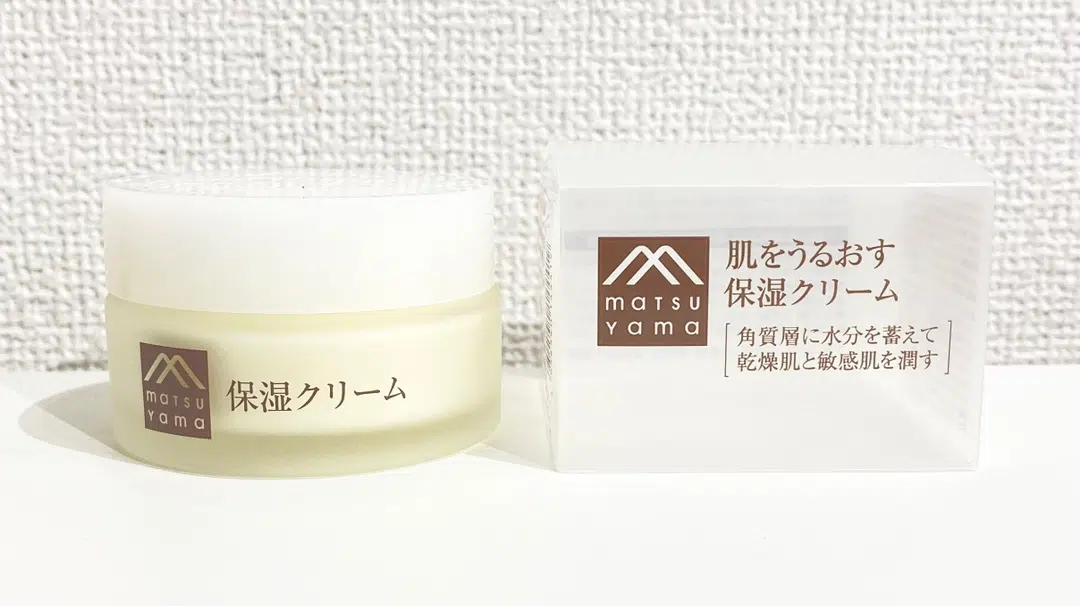 matsu
yama
保湿クリーム
matsu
yama
肌をうるおす
保湿クリーム
角質層に水分を蓄えて
乾燥肌と敏感肌を潤す